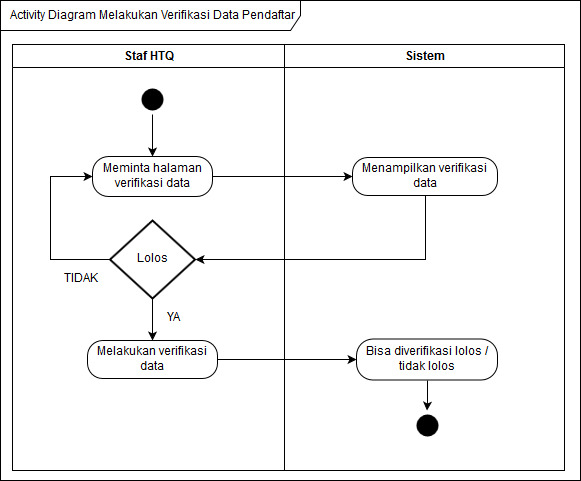 Activity Diagram Melakukan Verifikasi Data Pendaftar
Staf HTQ
Sistem
Meminta halaman
verifikasi data
Menampilkan verifikasi
data
Lolos
TIDAK
YA
Melakukan verifikasi
data
Bisa diverifikasi lolos /
tidak lolos